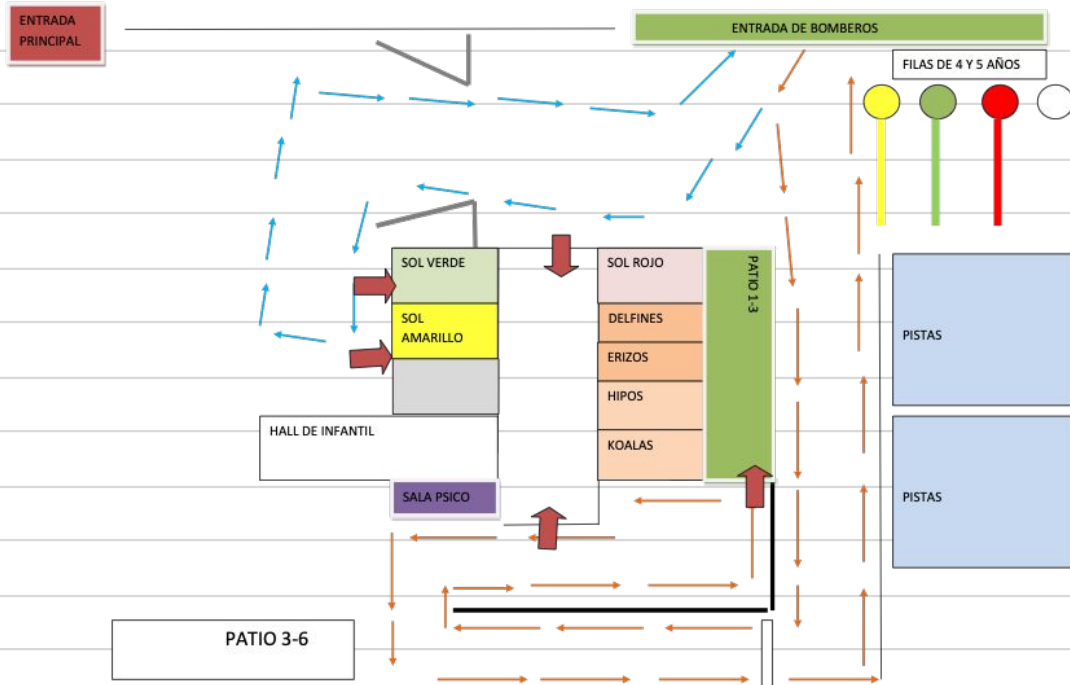 ENTRADA
PRINCIPAL
ENTRADA DE BOMBEROS
FILAS DE 4 Y 5 AÑOS
SOL VERDE
SOL ROJO
PATIO 1-3
SOL
AMARILLO
DELFINES
PISTAS
ERIZOS
HIPOS
HALL DE INFANTIL
KOALAS
SALA PSICO
PISTAS
PATIO 3-6